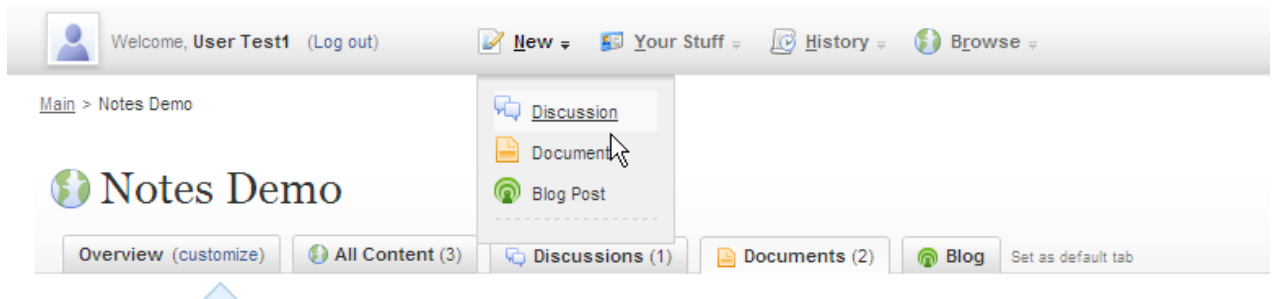 Welcome, User Test1 (Log out) New Your Stuff History Browse
Main > Notes Demo
Discussion
Document
Blog Post
Notes Demo
Overview (customize) All Content (3) Discussions (1) Documents (2) Blog Set as default tab